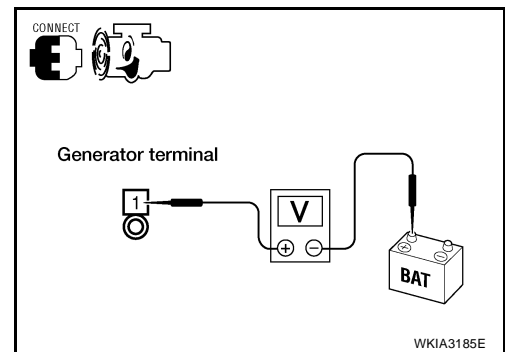 CONNECT
Generator terminal
1
V
+ −
+ −
BAT
WKIA3185E